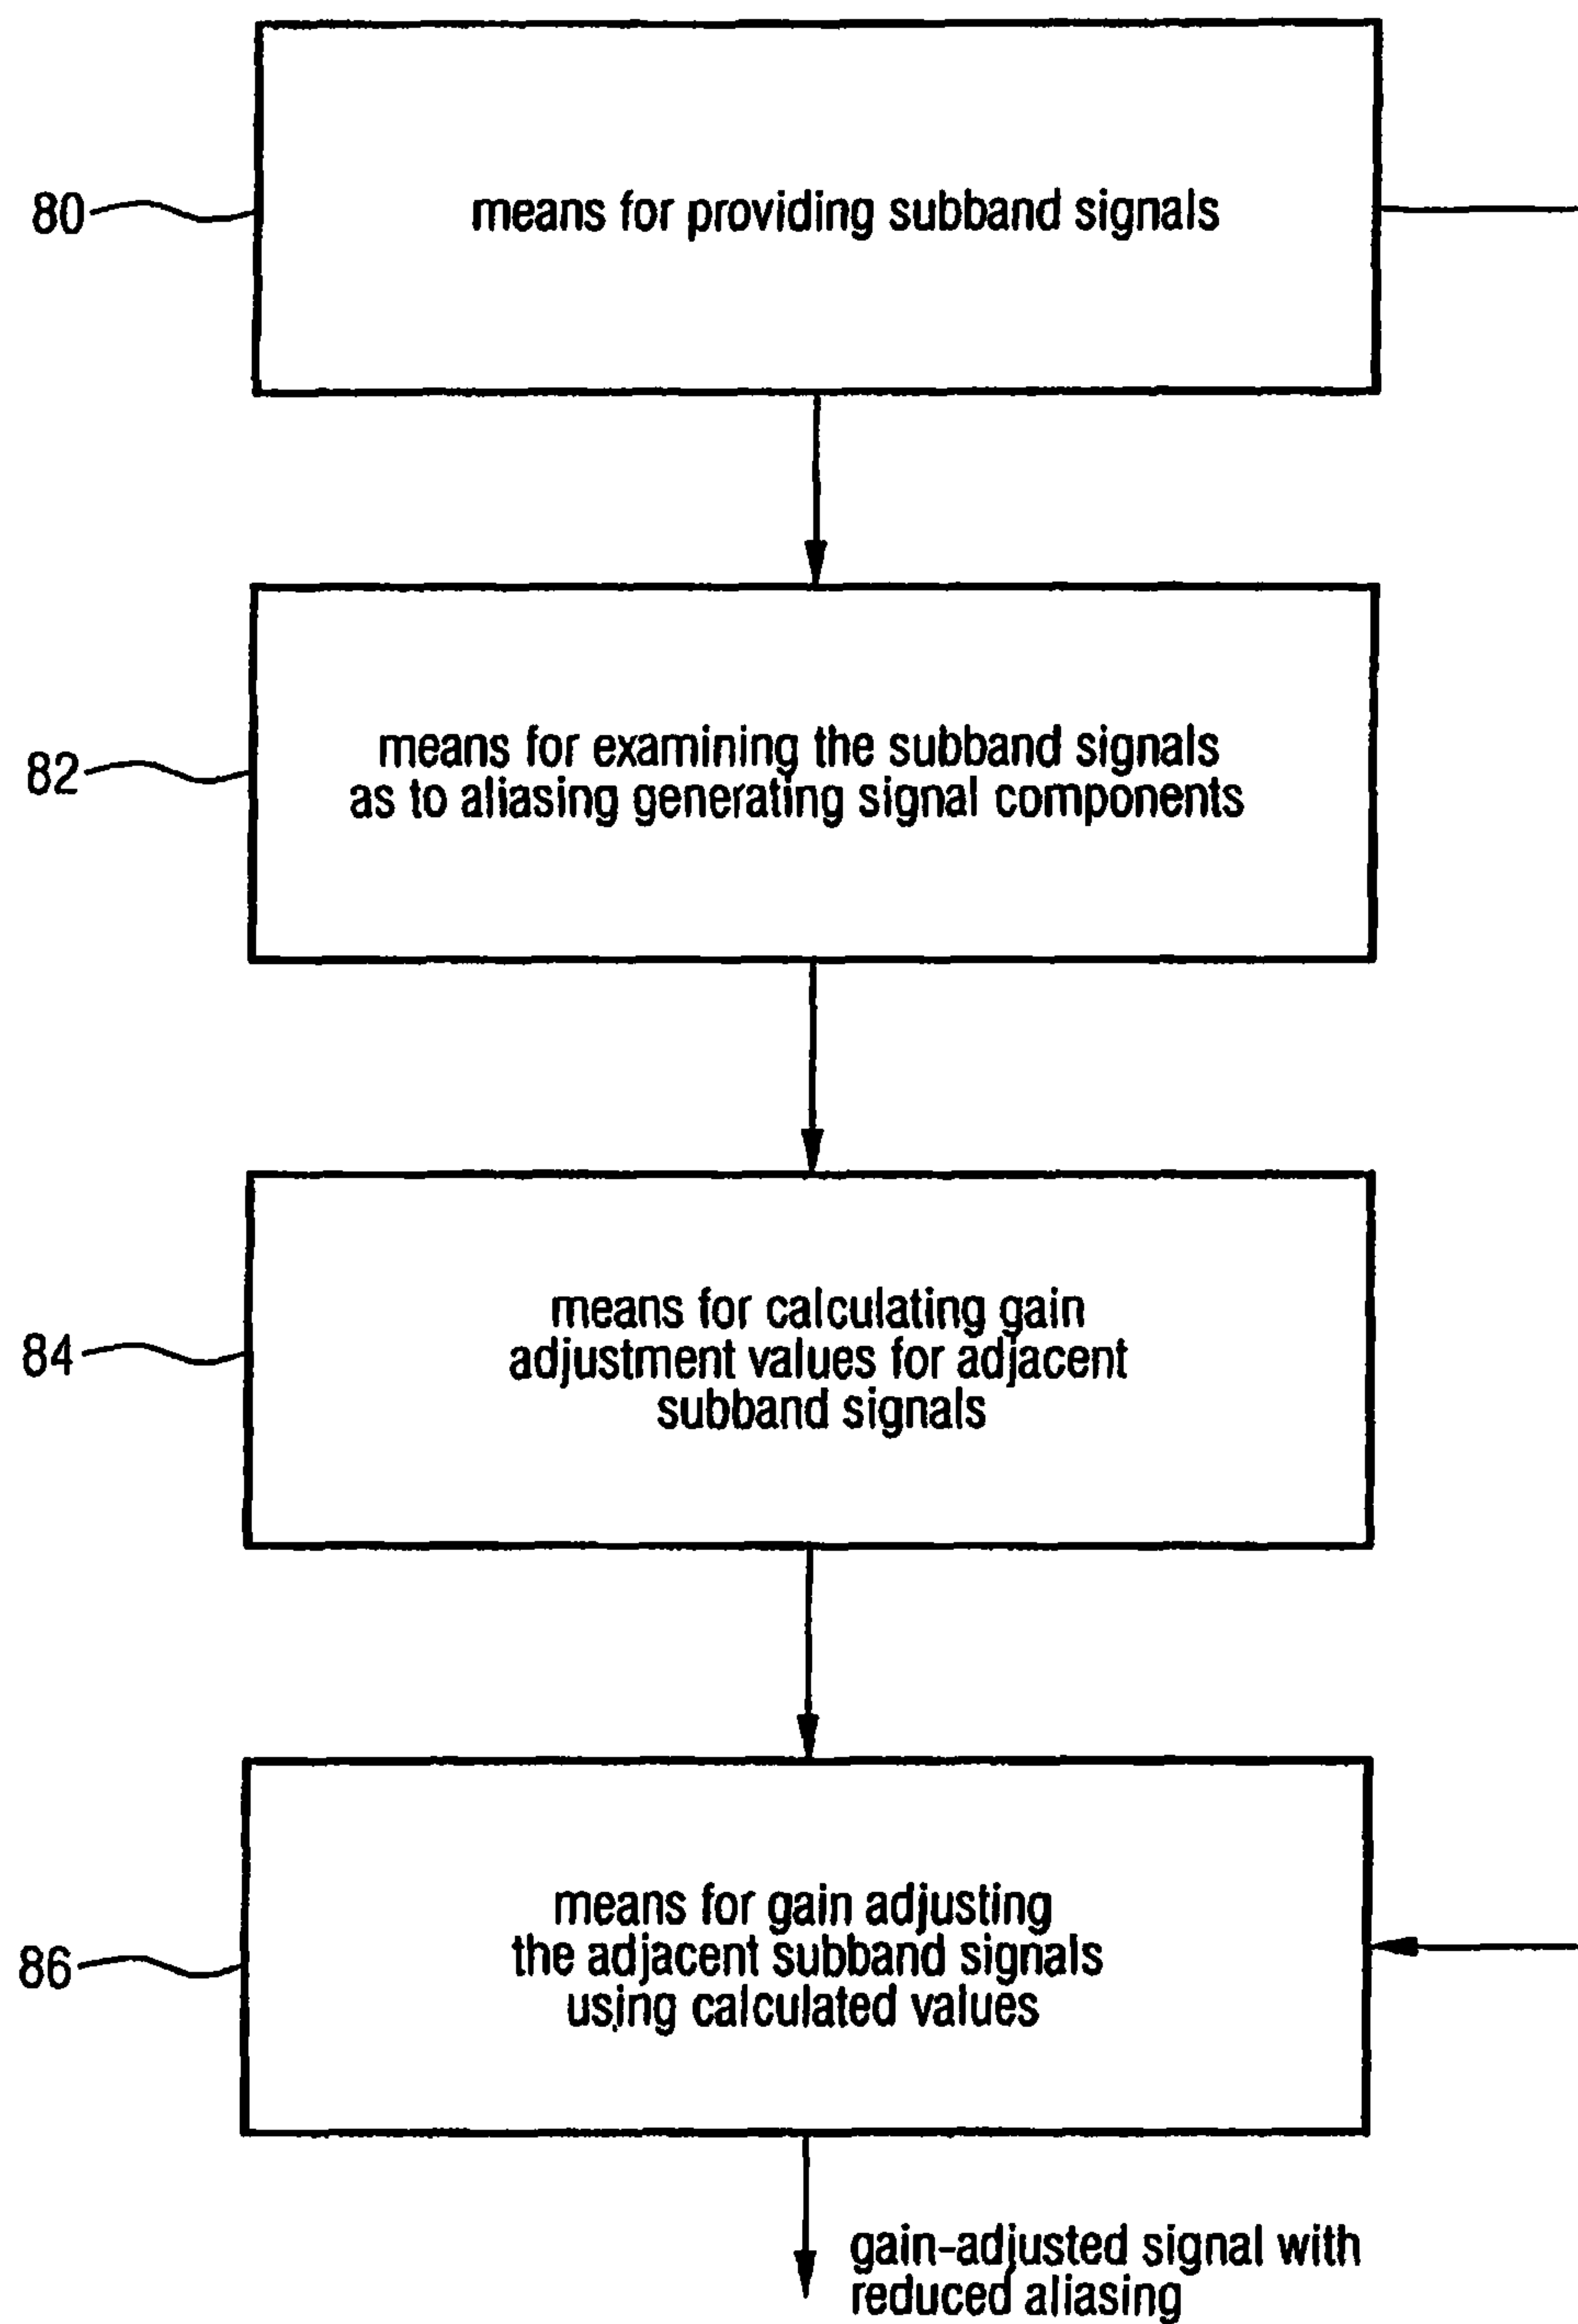 80
means for providing subband signals
82
means for examining the subband signals
as to aliasing generating signal components
84
means for calculating gain
adjustment values for adjacent
subband signals
86
means for gain adjusting
the adjacent subband signals
using calculated values
gain-adjusted signal with
reduced aliasing